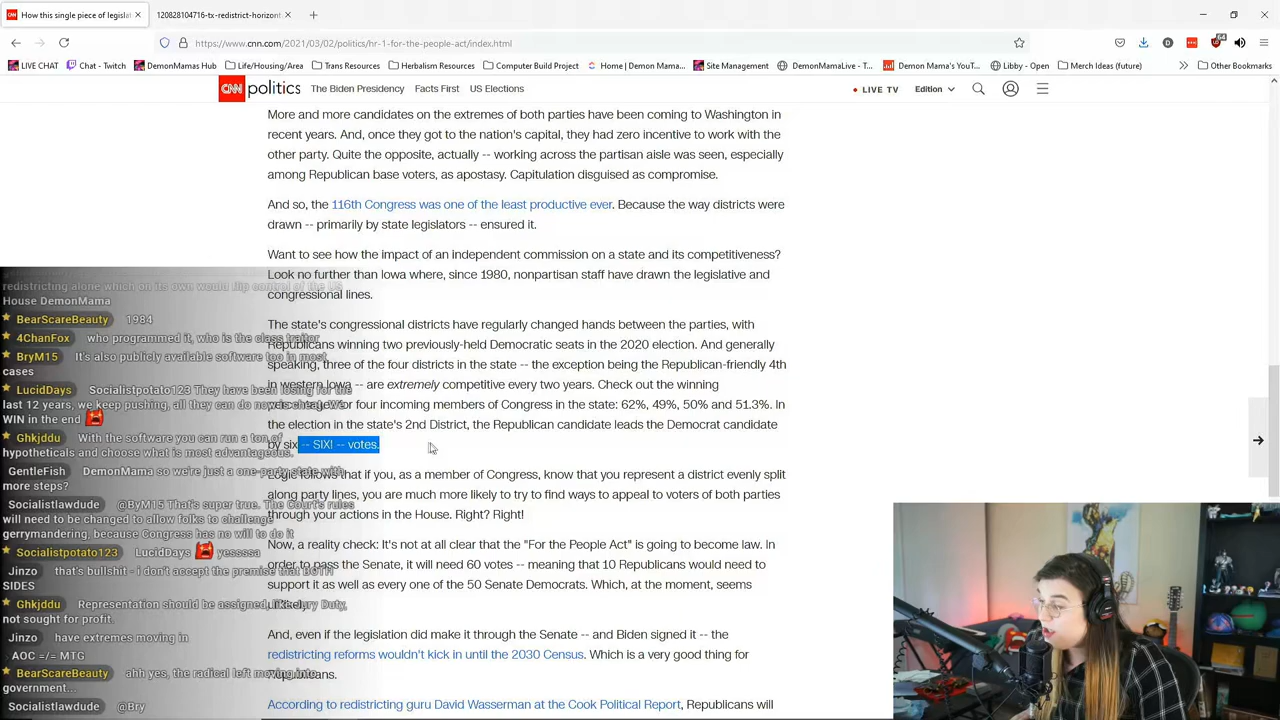 How this single piece of legislat
120828104716-tx-redistrict-horizont
https://www.cnn.com/2021/03/02/politics/hr-1-for-the-people-act/index.html
64
LIVE CHAT
Chat - Twitch
DemonMamas Hub
Life/Housing/Area
Trans Resources
Herbalism Resources
Computer Build Project
Home | Demon Mama...
Site Management
DemonMamaLive - T...
Demon Mama's YouT...
Libby - Open
Merch Ideas (future)
Other Bookmarks
CNN politics
The Biden Presidency
Facts First
US Elections
LIVE TV
Edition
More and more candidates on the extremes of both parties have been coming to Washington in
recent years. And, once they got to the nation's capital, they had zero incentive to work with the
other party. Quite the opposite, actually -- working across the partisan aisle was seen, especially
among Republican base voters, as apostasy. Capitulation disguised as compromise.
And so, the 116th Congress was one of the least productive ever. Because the way districts were
drawn -- primarily by state legislators -- ensured it.
Want to see how the impact of an independent commission on a state and its competitiveness?
Look no further than Iowa where, since 1980, nonpartisan staff have drawn the legislative and
congressional lines.
The state's congressional districts have regularly changed hands between the parties, with
Republicans winning two previously-held Democratic seats in the 2020 election. And generally
speaking, three of the four districts in the state -- the exception being the Republican-friendly 4th
in western Iowa -- are extremely competitive every two years. Check out the winning
for four incoming members of Congress in the state: 62%, 49%, 50% and 51.3%. In
the election in the state's 2nd District, the Republican candidate leads the Democrat candidate
by six -- SIX! -- votes.
Logic follows that if you, as a member of Congress, know that you represent a district evenly split
along party lines, you are much more likely to try to find ways to appeal to voters of both parties
through your actions in the House. Right? Right!
Now, a reality check: It's not at all clear that the "For the People Act" is going to become law. In
order to pass the Senate, it will need 60 votes -- meaning that 10 Republicans would need to
support it as well as every one of the 50 Senate Democrats. Which, at the moment, seems
And, even if the legislation did make it through the Senate -- and Biden signed it -- the
redistricting reforms wouldn't kick in until the 2030 Census. Which is a very good thing for
Republicans.
According to redistricting guru David Wasserman at the Cook Political Report, Republicans will
redistricting alone which on its own would flip control of the US
House DemonMama
BearScareBeauty 1984
4ChanFox who programmed it, who is the class traitor
BryM15 It's also publicly available software too in most
cases
LucidDays Socialistpotato123 They have been losing for the
last 12 years, we keep pushing, all they can do now is cheat. We
WIN in the end
Ghkjddu With the software you can run a ton of
hypotheticals and choose what is most advantageous.
GentleFish DemonMama so we're just a one-party state with
more steps?
Socialistlawdude @ByM15 That's super true. The Court's rules
will need to be changed to allow folks to challenge
gerrymandering, because Congress has no will to do it
Socialistpotato123 LucidDays yessssa
Jinzo that's bullshit - i don't accept the premise that BOTH
SIDES
Ghkjddu Representation should be assigned, like Jury Duty,
not sought for profit.
Jinzo have extremes moving in
AOC =/= MTG
BearScareBeauty ahh yes, the radical left moving into
government...
Socialistlawdude @Bry